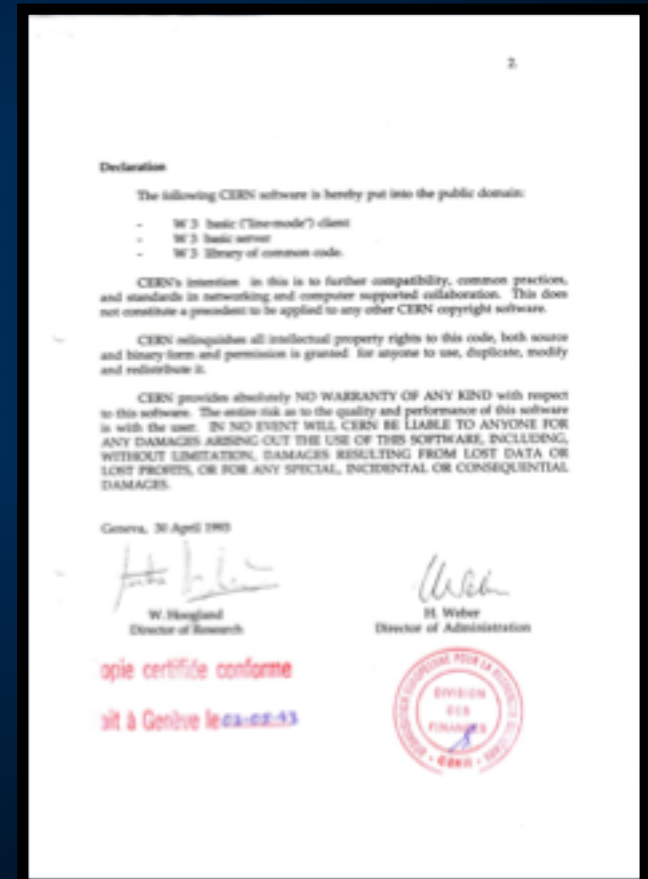 2.
Declaration
The following CERN software is hereby put into the public domain:
- W 3 basic ("line-mode") client
- W 3 basic server
- W 3 library of common code.
CERN's intention in this is to further compatibility, common practices,
and standards in networking and computer supported collaboration. This does
not constitute a precedent to be applied to any other CERN copyright software.
CERN relinquishes all intellectual property rights to this code, both source
and binary form and permission is granted for anyone to use, duplicate, modify
and redistribute it.
CERN provides absolutely NO WARRANTY OF ANY KIND with respect
to this software. The entire risk as to the quality and performance of this software
is with the user. IN NO EVENT WILL CERN BE LIABLE TO ANYONE FOR
ANY DAMAGES ARISING OUT THE USE OF THIS SOFTWARE, INCLUDING,
WITHOUT LIMITATION, DAMAGES RESULTING FROM LOST DATA OR
LOST PROFITS, OR FOR ANY SPECIAL, INCIDENTAL OR CONSEQUENTIAL
DAMAGES.
Geneva, 30 April 1993
W. Hoogland
Director of Research
H. Weber
Director of Administration
opie certifiée conforme
ait à Genève le
DIVISION
DES
FINANCES
CERN